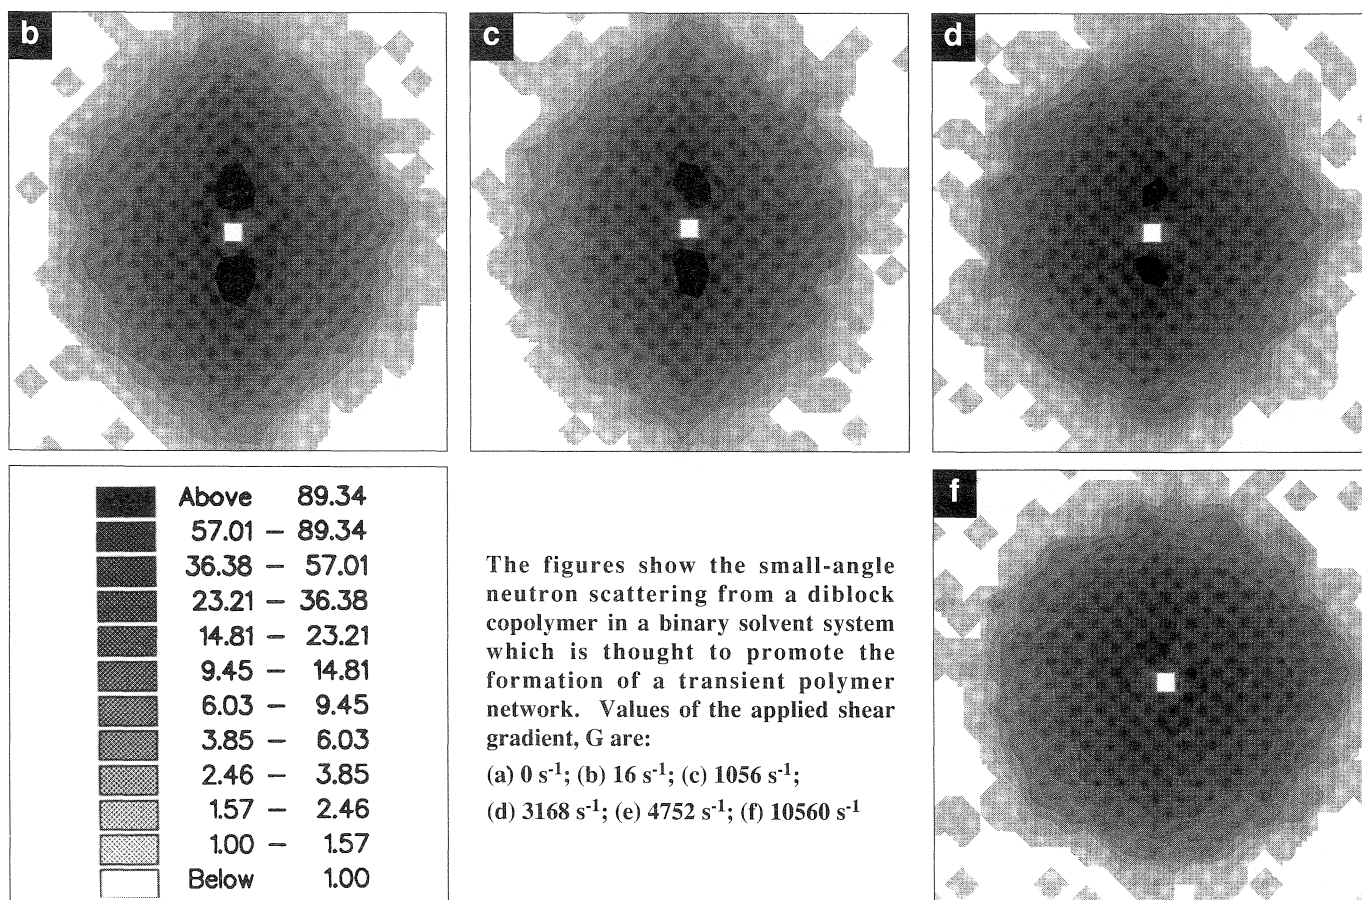 b
c
d
Above 89.34
57.01 – 89.34
36.38 – 57.01
23.21 – 36.38
14.81 – 23.21
9.45 – 14.81
6.03 – 9.45
3.85 – 6.03
2.46 – 3.85
1.57 – 2.46
1.00 – 1.57
Below 1.00
The figures show the small-angle
neutron scattering from a diblock
copolymer in a binary solvent system
which is thought to promote the
formation of a transient polymer
network. Values of the applied shear
gradient, G are:
(a) 0 s⁻¹; (b) 16 s⁻¹; (c) 1056 s⁻¹;
(d) 3168 s⁻¹; (e) 4752 s⁻¹; (f) 10560 s⁻¹
f